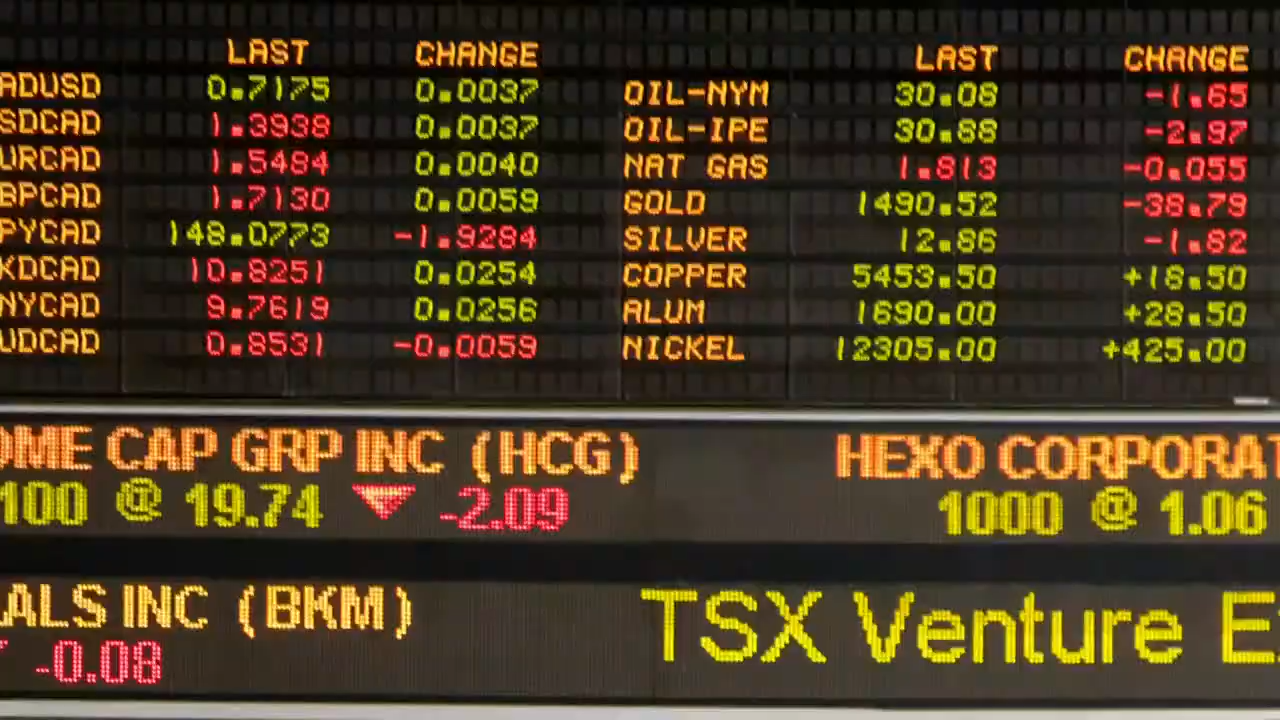 LAST CHANGE LAST CHANGE
ADUSD 0.7175 0.0037 OIL-NYM 30.08 -1.65
SDCAD 1.3938 0.0037 OIL-IPE 30.68 -2.97
URCAD 1.5484 0.0040 NAT GAS 1.813 -0.055
BPCAD 1.7130 0.0059 GOLD 1490.52 -38.79
PYCAD 148.0773 -1.9284 SILVER 12.86 -1.82
KDCAD 10.8251 0.0254 COPPER 5453.50 +18.50
NYCAD 9.7619 0.0256 ALUM 1690.00 +28.50
UDCAD 0.8531 -0.0059 NICKEL 12305.00 +425.00
OME CAP GRP INC (HCG) HEXO CORPORAT
100 @ 19.74 ▼ -2.09 1000 @ 1.06
ALS INC (BKM) TSX Venture E
-0.08